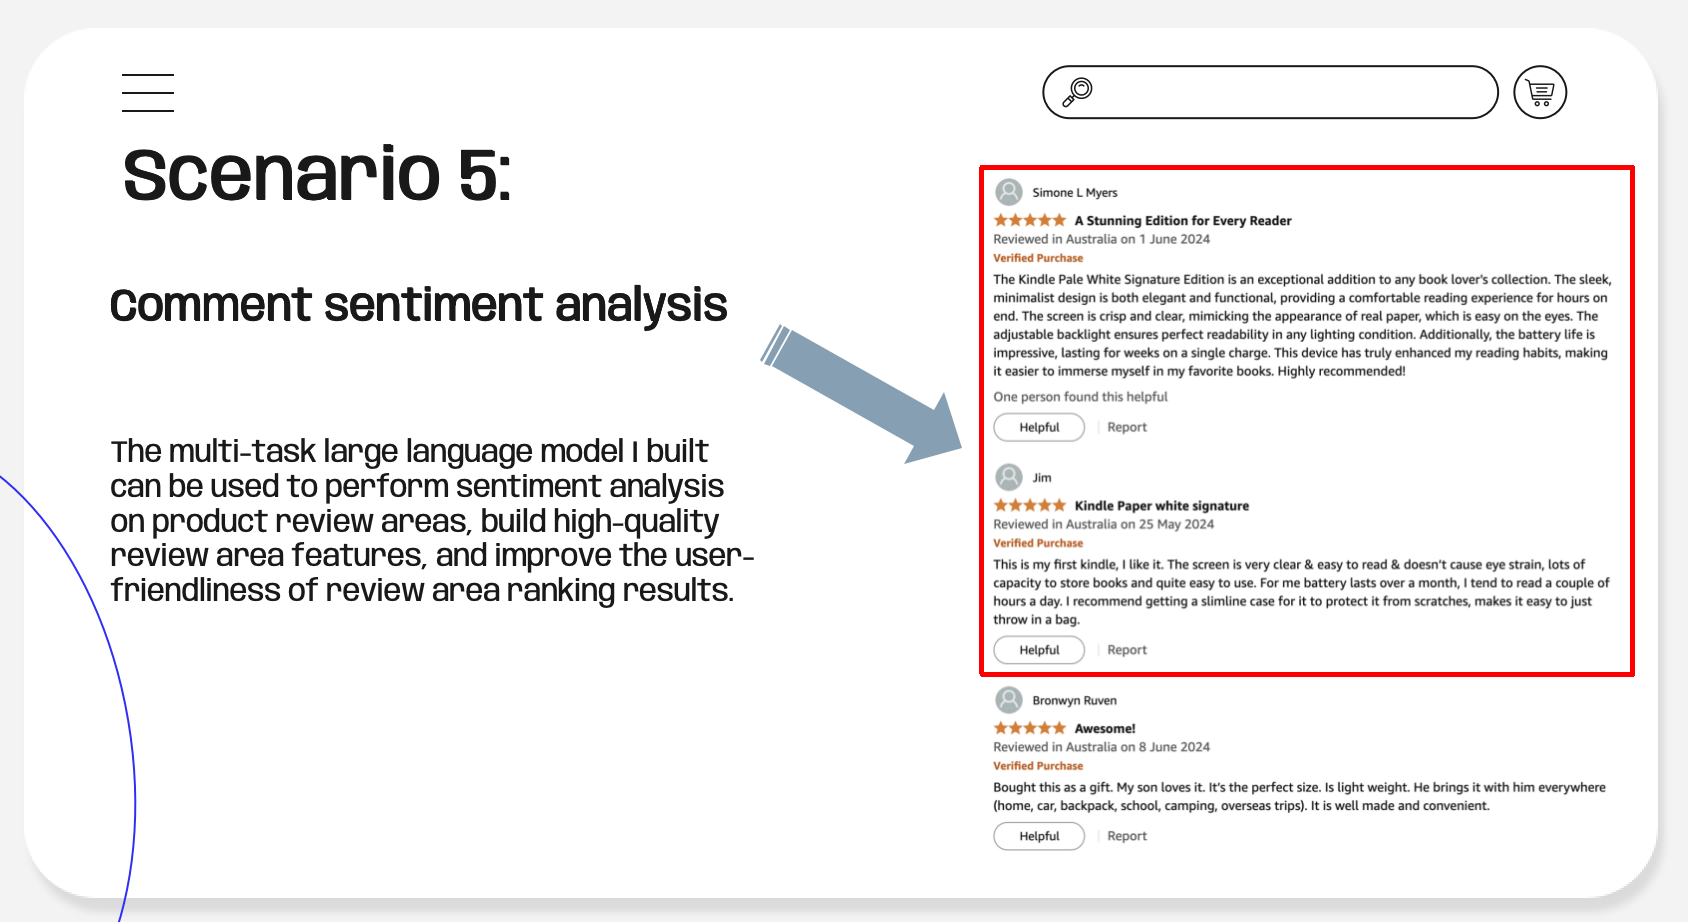 Scenario 5:
Comment sentiment analysis
The multi-task large language model I built
can be used to perform sentiment analysis
on product review areas, build high-quality
review area features, and improve the user-
friendliness of review area ranking results.
Simone L Myers
A Stunning Edition for Every Reader
Reviewed in Australia on 1 June 2024
Verified Purchase
The Kindle Pale White Signature Edition is an exceptional addition to any book lover's collection. The sleek,
minimalist design is both elegant and functional, providing a comfortable reading experience for hours on
end. The screen is crisp and clear, mimicking the appearance of real paper, which is easy on the eyes. The
adjustable backlight ensures perfect readability in any lighting condition. Additionally, the battery life is
impressive, lasting for weeks on a single charge. This device has truly enhanced my reading habits, making
it easier to immerse myself in my favorite books. Highly recommended!
One person found this helpful
Helpful | Report
Jim
Kindle Paper white signature
Reviewed in Australia on 25 May 2024
Verified Purchase
This is my first kindle, I like it. The screen is very clear & easy to read & doesn't cause eye strain, lots of
capacity to store books and quite easy to use. For me battery lasts over a month, I tend to read a couple of
hours a day. I recommend getting a slimline case for it to protect it from scratches, makes it easy to just
throw in a bag.
Helpful | Report
Bronwyn Ruven
Awesome!
Reviewed in Australia on 8 June 2024
Verified Purchase
Bought this as a gift. My son loves it. It's the perfect size. Is light weight. He brings it with him everywhere
(home, car, backpack, school, camping, overseas trips). It is well made and convenient.
Helpful | Report